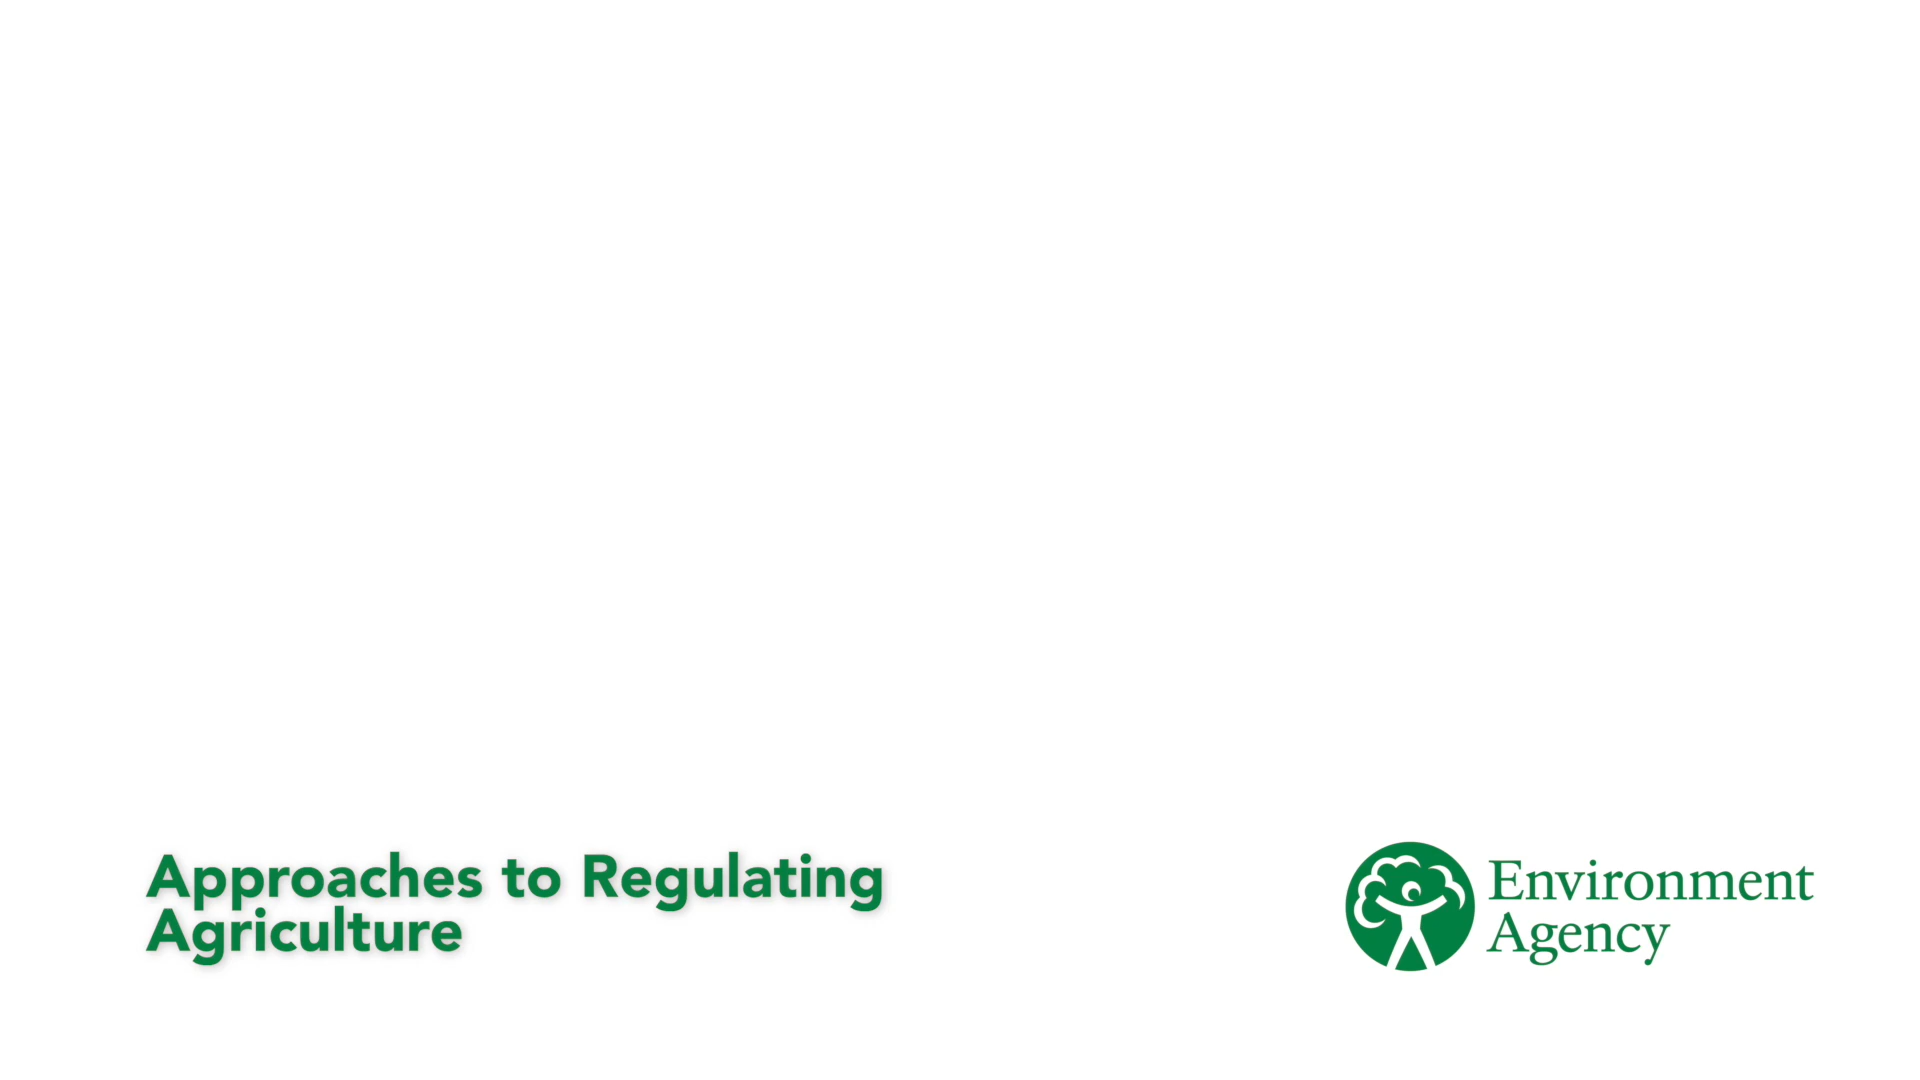 Approaches to Regulating
Agriculture
Environment
Agency